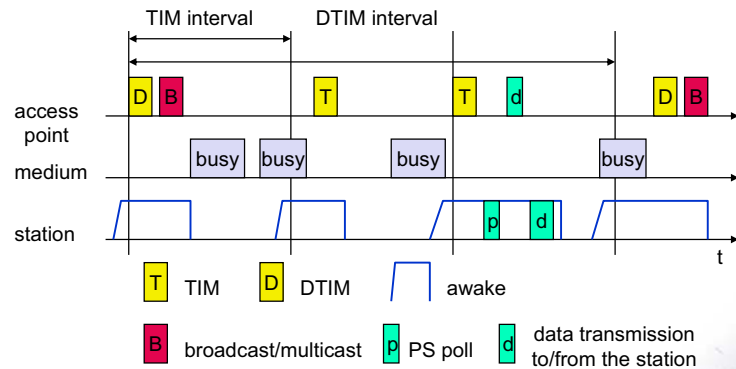 TIM interval
DTIM interval
access
point
D
B
T
T
d
D
B
medium
busy
busy
busy
busy
station
p
d
t
T
TIM
D
DTIM
awake
B
broadcast/multicast
p
PS poll
d
data transmission
to/from the station